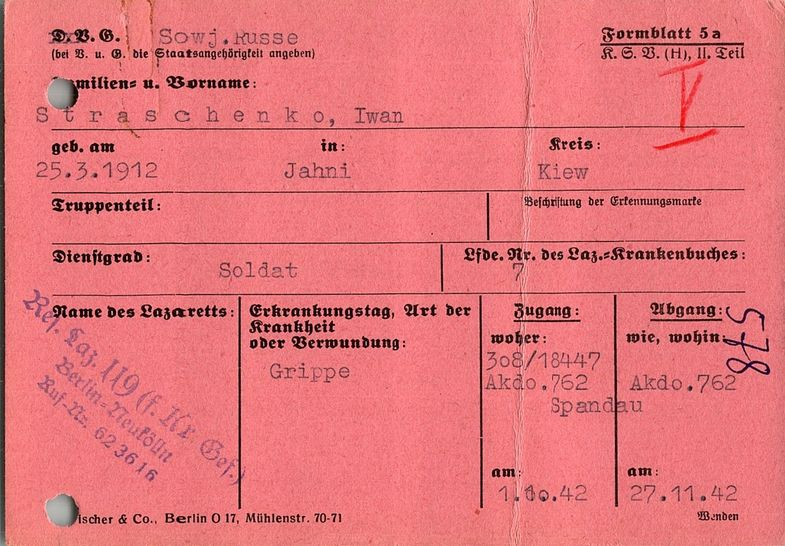 D.V.G. Sowj.Russe
(bei V. u. G. die Staatsangehörigkeit angeben)
Formblatt 5a
K. S. V. (H), II. Teil
V
Familien- u. Vorname:
Straschenko, Iwan
geb. am in: Kreis:
25.3.1912 Jahni Kiew
Truppenteil: Beschriftung der Erkennungsmarke
Dienstgrad: Lfde. Nr. des Laz.-Krankenbuches:
Soldat 7
Name des Lazaretts:
Res. Laz. 119 (f. Kr. Gef.)
Berlin-Neukölln
Ruf-Nr. 623616
Erkrankungstag, Art der
Krankheit
oder Verwundung:
Grippe
Zugang:
woher:
308/18447
Akdo.762
Spandau
am:
1.10.42
Abgang:
wie, wohin:
Akdo.762
am:
27.11.42
578
ischer & Co., Berlin O 17, Mühlenstr. 70-71
Wenden